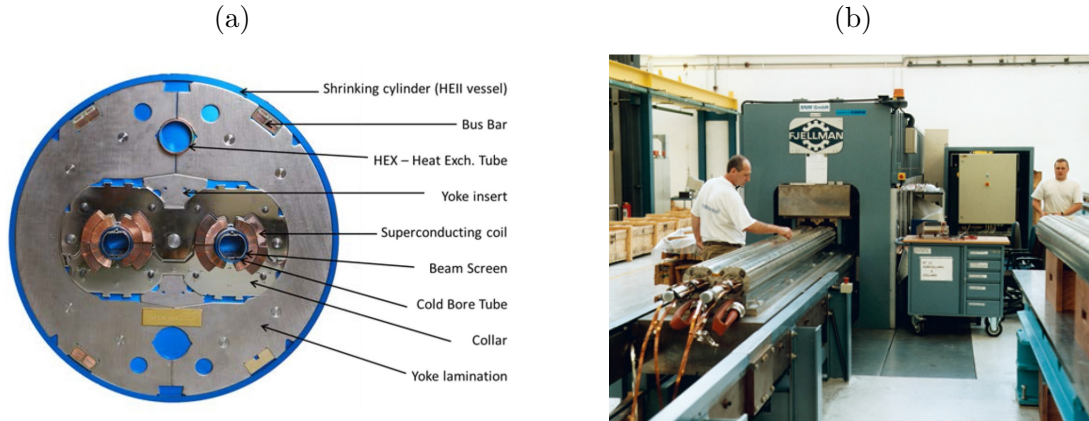 (a)
(b)
Shrinking cylinder (HEII vessel)
Bus Bar
HEX – Heat Exch. Tube
Yoke insert
Superconducting coil
Beam Screen
Cold Bore Tube
Collar
Yoke lamination
FJELLMAN